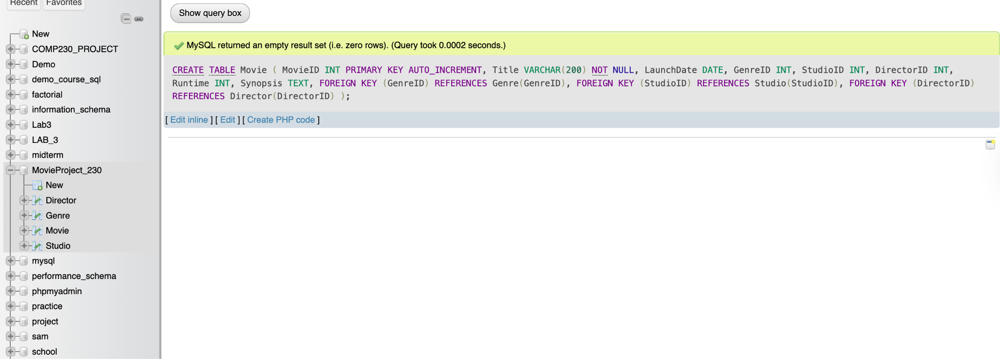 Recent Favorites
New
COMP230_PROJECT
Demo
demo_course_sql
factorial
information_schema
Lab3
LAB_3
midterm
MovieProject_230
New
Director
Genre
Movie
Studio
mysql
performance_schema
phpmyadmin
practice
project
sam
school
Show query box
MySQL returned an empty result set (i.e. zero rows). (Query took 0.0002 seconds.)
CREATE TABLE Movie ( MovieID INT PRIMARY KEY AUTO_INCREMENT, Title VARCHAR(200) NOT NULL, LaunchDate DATE, GenreID INT, StudioID INT, DirectorID INT,
Runtime INT, Synopsis TEXT, FOREIGN KEY (GenreID) REFERENCES Genre(GenreID), FOREIGN KEY (StudioID) REFERENCES Studio(StudioID), FOREIGN KEY (DirectorID)
REFERENCES Director(DirectorID) );
[ Edit inline ] [ Edit ] [ Create PHP code ]